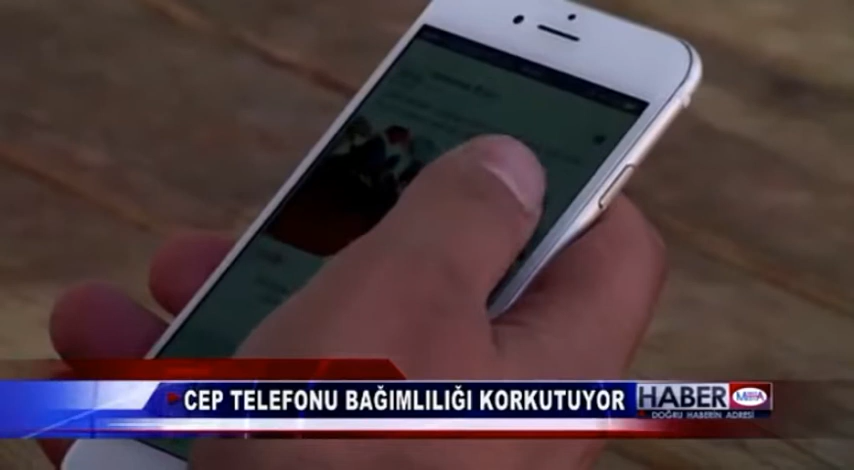 CEP TELEFONU BAĞIMLILIĞI KORKUTUYOR
HABER
DOĞRU HABERİN ADRESİ